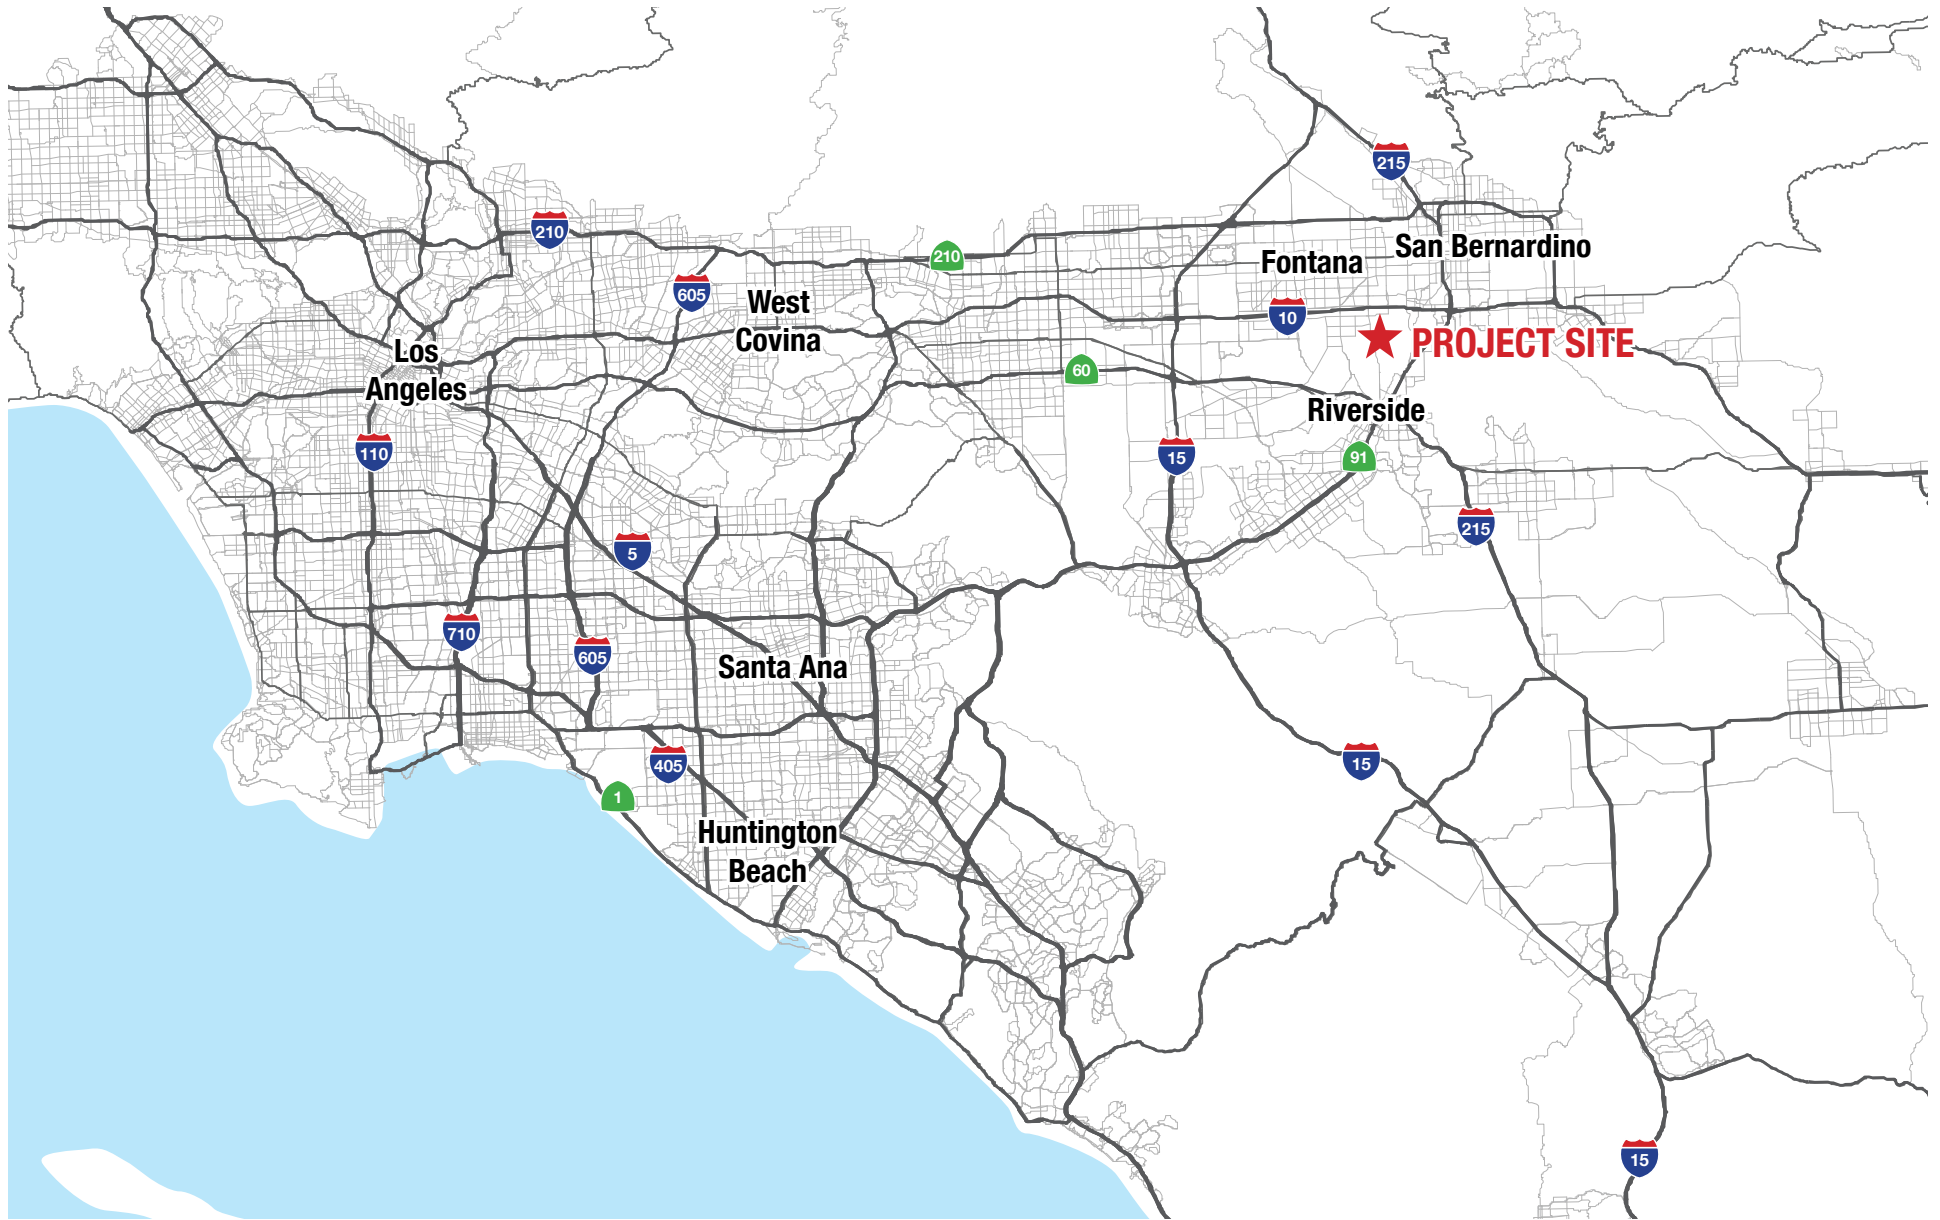 215
210
210
San Bernardino
Fontana
605
West
Covina
10
PROJECT SITE
Los
Angeles
60
Riverside
110
15
91
215
5
710
605
Santa Ana
405
15
1
Huntington
Beach
15